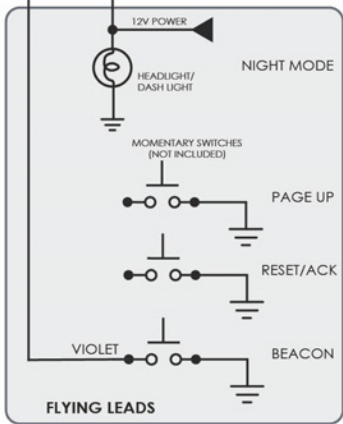 12V POWER
NIGHT MODE
HEADLIGHT/
DASH LIGHT
MOMENTARY SWITCHES
(NOT INCLUDED)
PAGE UP
RESET/ACK
VIOLET
BEACON
FLYING LEADS